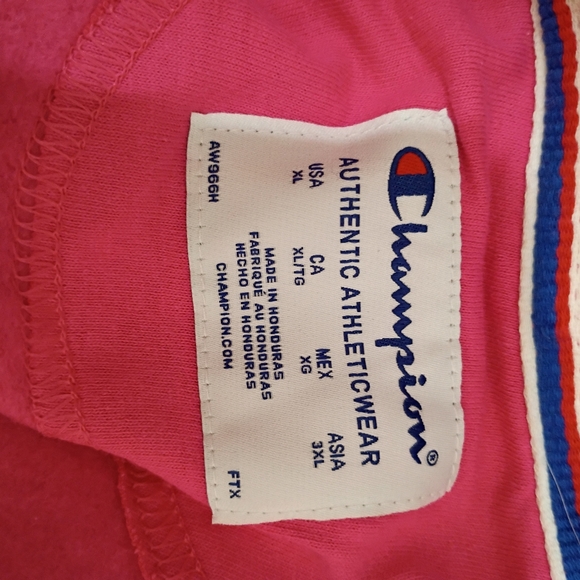 Champion®
AUTHENTIC ATHLETICWEAR
USA CA MEX ASIA
XL XL/TG XG 3XL
MADE IN HONDURAS
FABRIQUÉ AU HONDURAS
HECHO EN HONDURAS
CHAMPION.COM
AW966H FTX